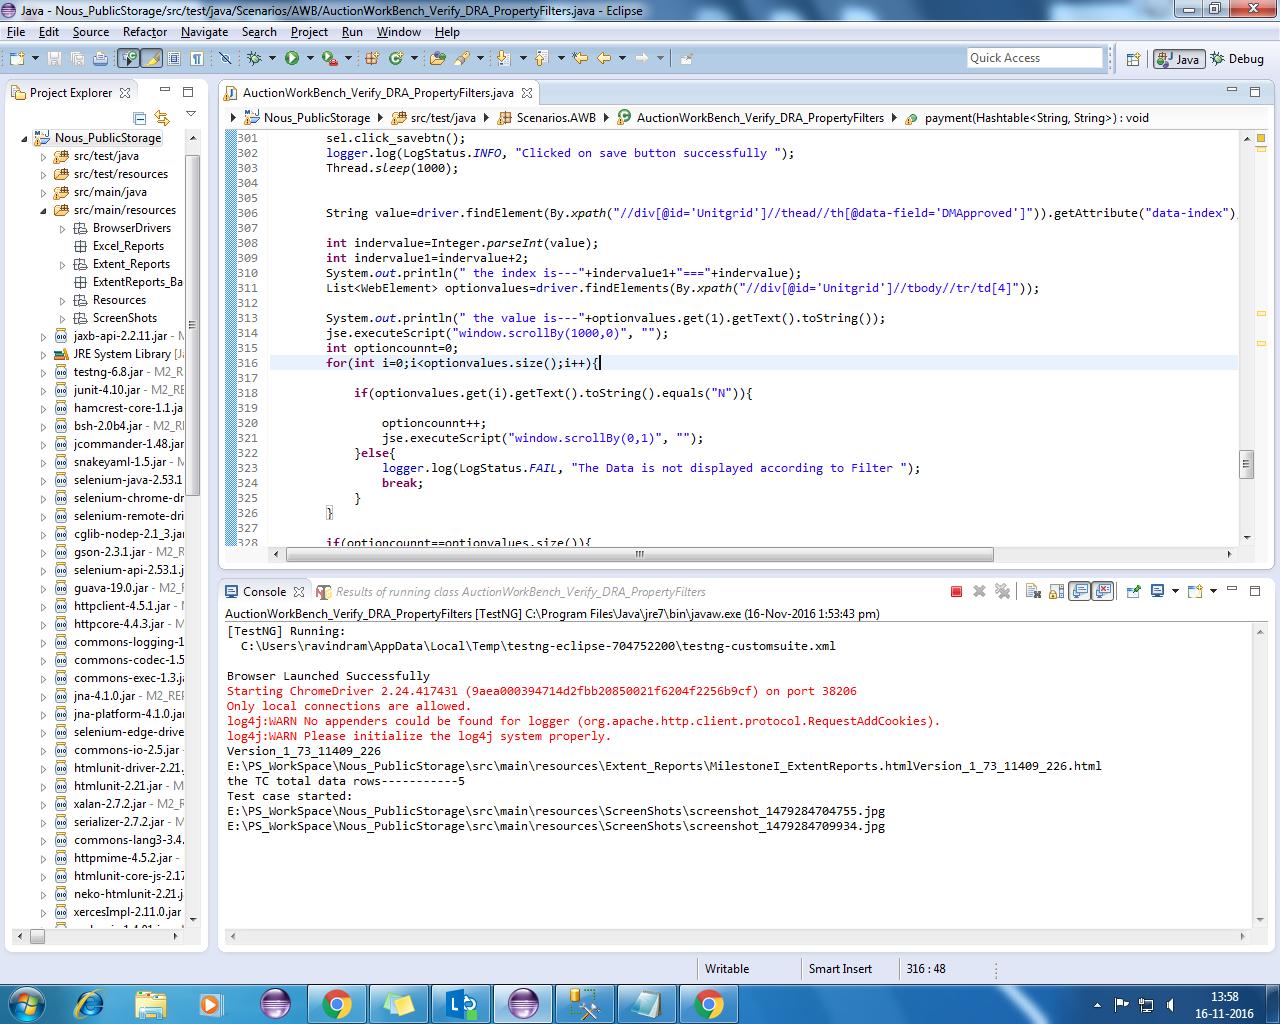 Java - Nous_PublicStorage/src/test/java/Scenarios/AWB/AuctionWorkBench_Verify_DRA_PropertyFilters.java - Eclipse
File Edit Source Refactor Navigate Search Project Run Window Help
Quick Access
Java
Debug
Project Explorer
Nous_PublicStorage
src/test/java
src/test/resources
src/main/java
src/main/resources
BrowserDrivers
Excel_Reports
Extent_Reports
ExtentReports_Ba
Resources
ScreenShots
jaxb-api-2.2.11.jar -
JRE System Library [Ja
testng-6.8.jar - M2_R
junit-4.10.jar - M2_RE
hamcrest-core-1.1.jar
bsh-2.0b4.jar - M2_R
jcommander-1.48.jar
snakeyaml-1.5.jar - M
selenium-java-2.53.1
selenium-chrome-dr
selenium-remote-dri
cglib-nodep-2.1_3.jar
gson-2.3.1.jar - M2_R
selenium-api-2.53.1.j
guava-19.0.jar - M2_R
httpclient-4.5.1.jar -
httpcore-4.4.3.jar - M
commons-logging-1
commons-codec-1.5
commons-exec-1.3.ja
jna-4.1.0.jar - M2_REP
jna-platform-4.1.0.jar
selenium-edge-drive
commons-io-2.5.jar -
htmlunit-driver-2.21.
htmlunit-2.21.jar - M
xalan-2.7.2.jar - M2_R
serializer-2.7.2.jar - M
commons-lang3-3.4.
httpmime-4.5.2.jar -
htmlunit-core-js-2.17
neko-htmlunit-2.21.j
xercesImpl-2.11.0.jar
AuctionWorkBench_Verify_DRA_PropertyFilters.java
Nous_PublicStorage src/test/java Scenarios.AWB AuctionWorkBench_Verify_DRA_PropertyFilters payment(Hashtable<String, String>) : void
301 sel.click_savebtn();
302 logger.log(LogStatus.INFO, "Clicked on save button successfully ");
303 Thread.sleep(1000);
304
305
306 String value=driver.findElement(By.xpath("//div[@id='Unitgrid']//thead//th[@data-field='DMApproved']")).getAttribute("data-index")
307
308 int indervalue=Integer.parseInt(value);
309 int indervalue1=indervalue+2;
310 System.out.println(" the index is---"+indervalue1+"==="+indervalue);
311 List<WebElement> optionvalues=driver.findElements(By.xpath("//div[@id='Unitgrid']//tbody//tr/td[4]"));
312
313 System.out.println(" the value is---"+optionvalues.get(1).getText().toString());
314 jse.executeScript("window.scrollBy(1000,0)", "");
315 int optioncounnt=0;
316 for(int i=0;i<optionvalues.size();i++){
317
318 if(optionvalues.get(i).getText().toString().equals("N")){
319
320 optioncounnt++;
321 jse.executeScript("window.scrollBy(0,1)", "");
322 }else{
323 logger.log(LogStatus.FAIL, "The Data is not displayed according to Filter ");
324 break;
325 }
326 }
327
328 if(optioncounnt==optionvalues.size()){
Console Results of running class AuctionWorkBench_Verify_DRA_PropertyFilters
AuctionWorkBench_Verify_DRA_PropertyFilters [TestNG] C:\Program Files\Java\jre7\bin\javaw.exe (16-Nov-2016 1:53:43 pm)
[TestNG] Running:
C:\Users\ravindram\AppData\Local\Temp\testng-eclipse-704752200\testng-customsuite.xml
Browser Launched Successfully
Starting ChromeDriver 2.24.417431 (9aea000394714d2fbb20850021f6204f2256b9cf) on port 38206
Only local connections are allowed.
log4j:WARN No appenders could be found for logger (org.apache.http.client.protocol.RequestAddCookies).
log4j:WARN Please initialize the log4j system properly.
Version_1_73_11409_226
E:\PS_WorkSpace\Nous_PublicStorage\src\main\resources\Extent_Reports\MilestoneI_ExtentReports.htmlVersion_1_73_11409_226.html
the TC total data rows-----------5
Test case started:
E:\PS_WorkSpace\Nous_PublicStorage\src\main\resources\ScreenShots\screenshot_1479284704755.jpg
E:\PS_WorkSpace\Nous_PublicStorage\src\main\resources\ScreenShots\screenshot_1479284709934.jpg
Writable
Smart Insert
316 : 48
13:58
16-11-2016